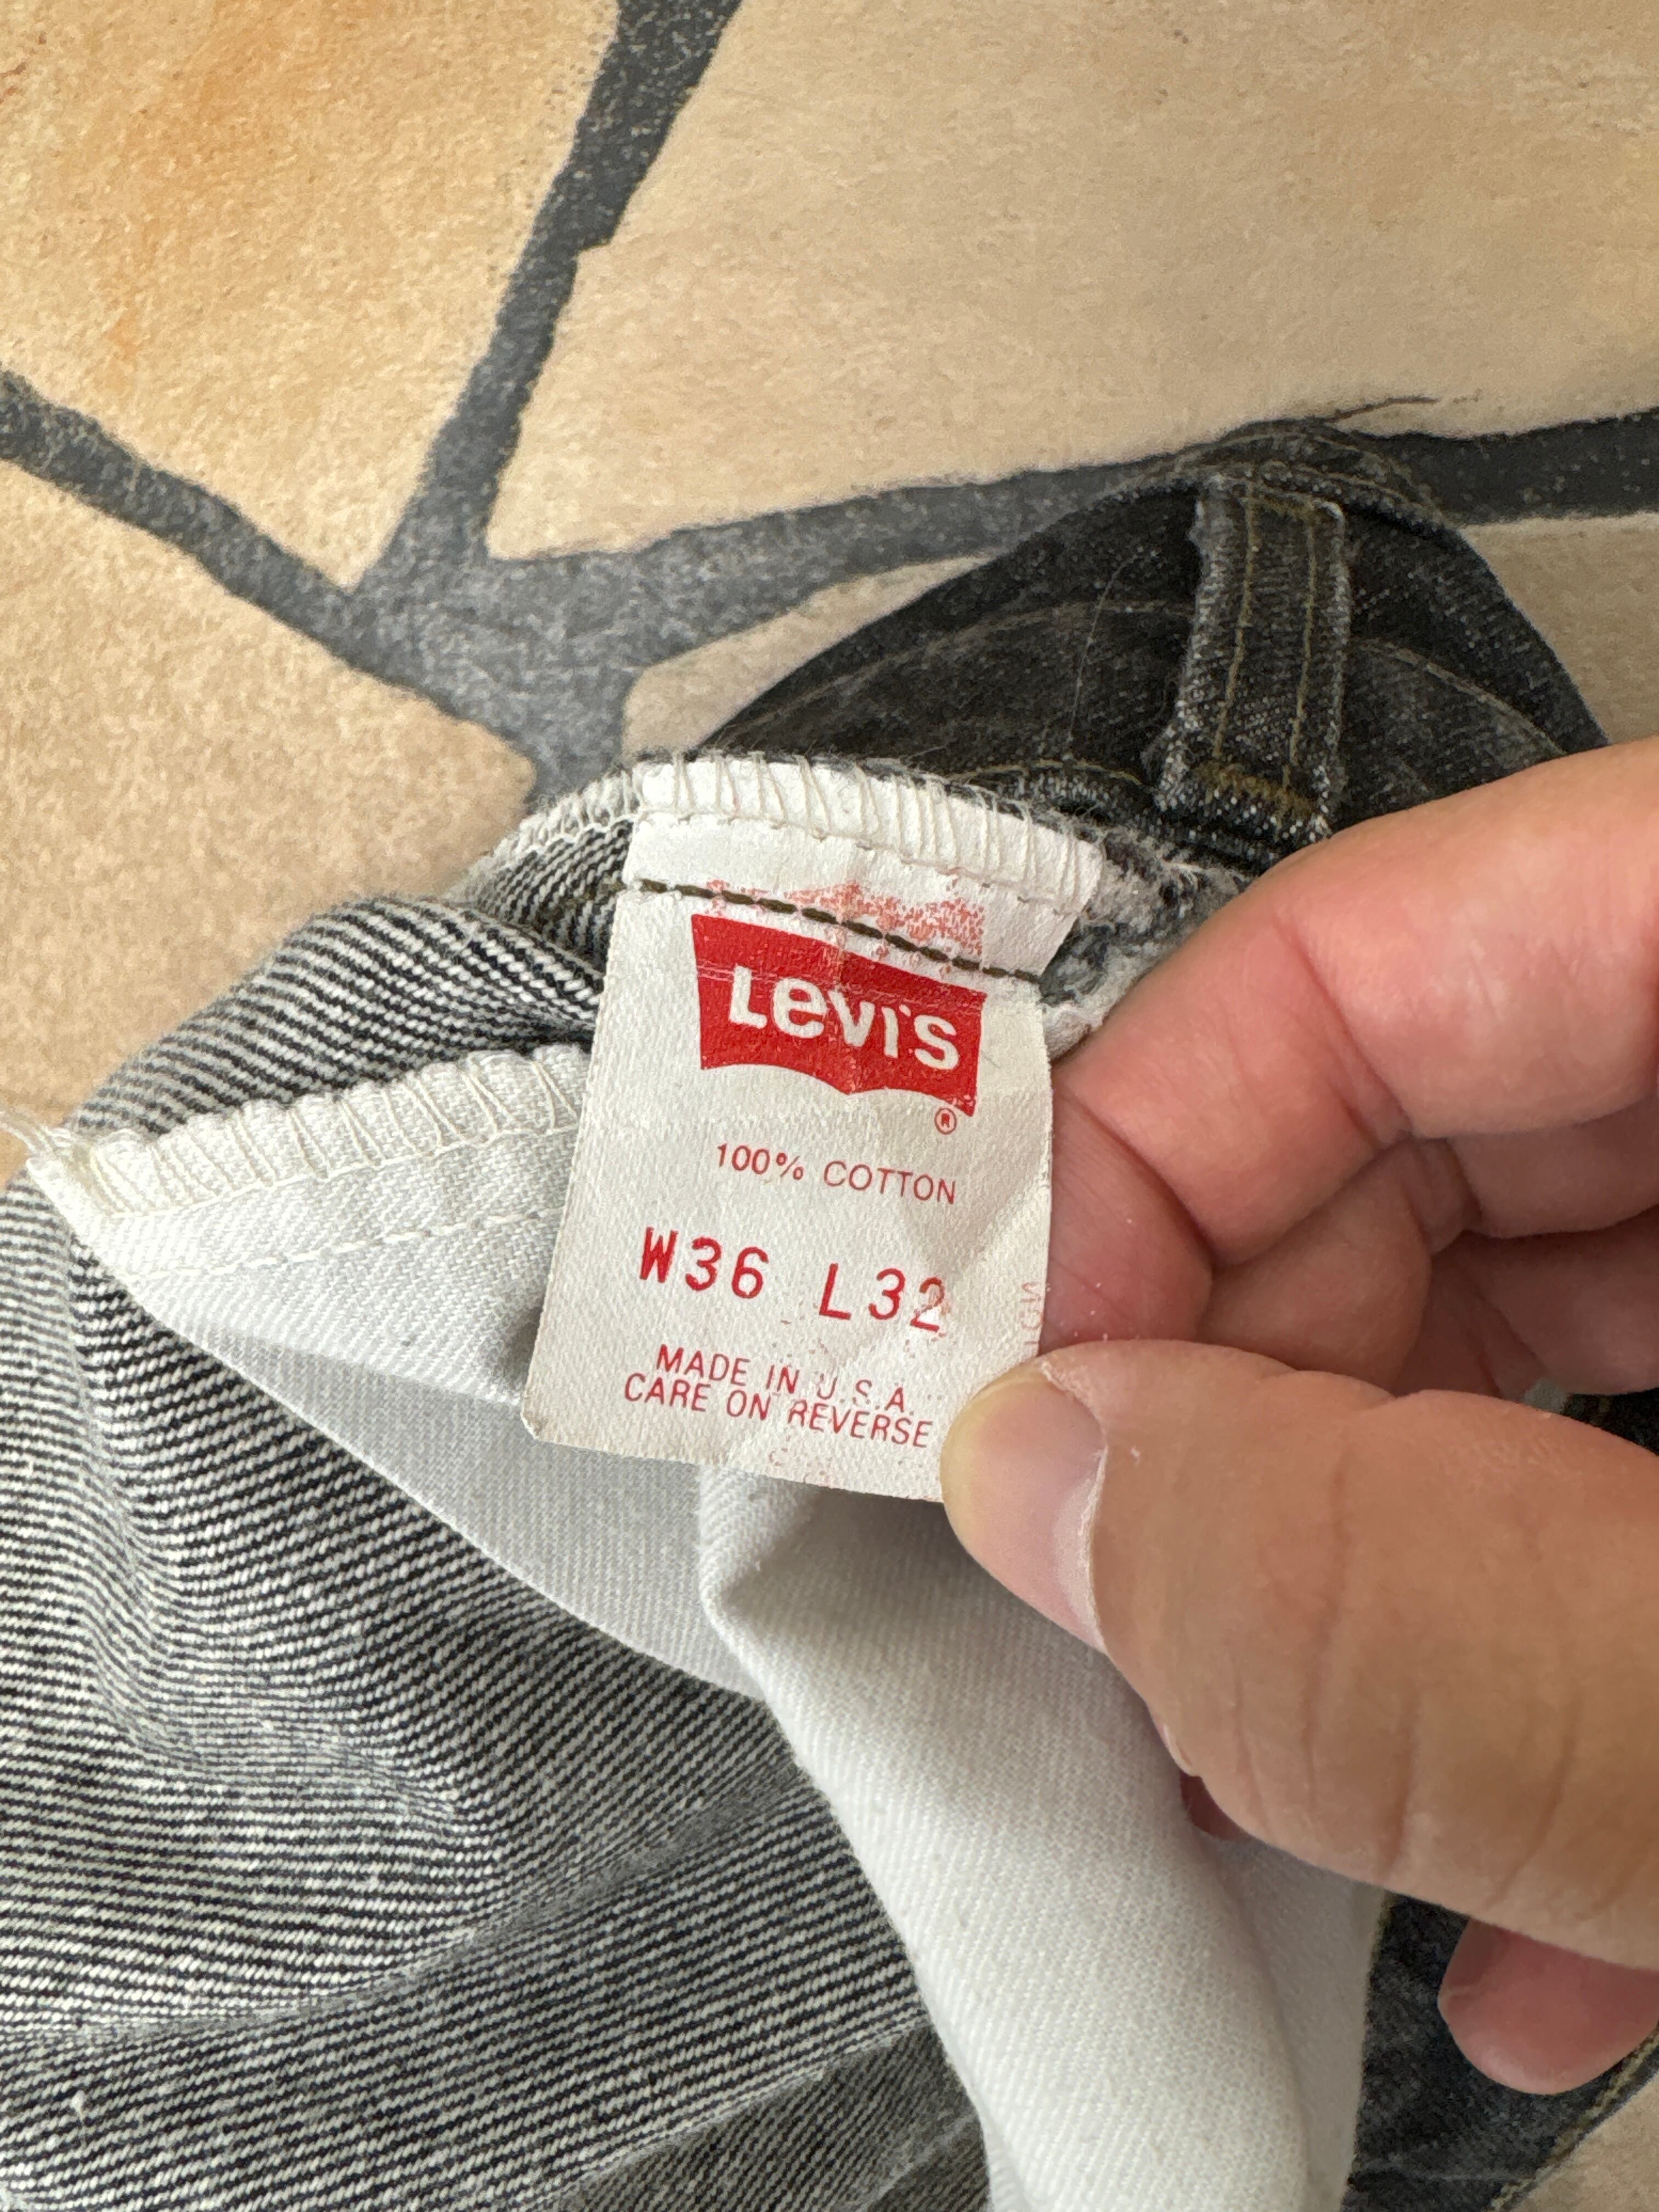 Levi's
®
100% COTTON
W36 L32
MADE IN U.S.A.
CARE ON REVERSE